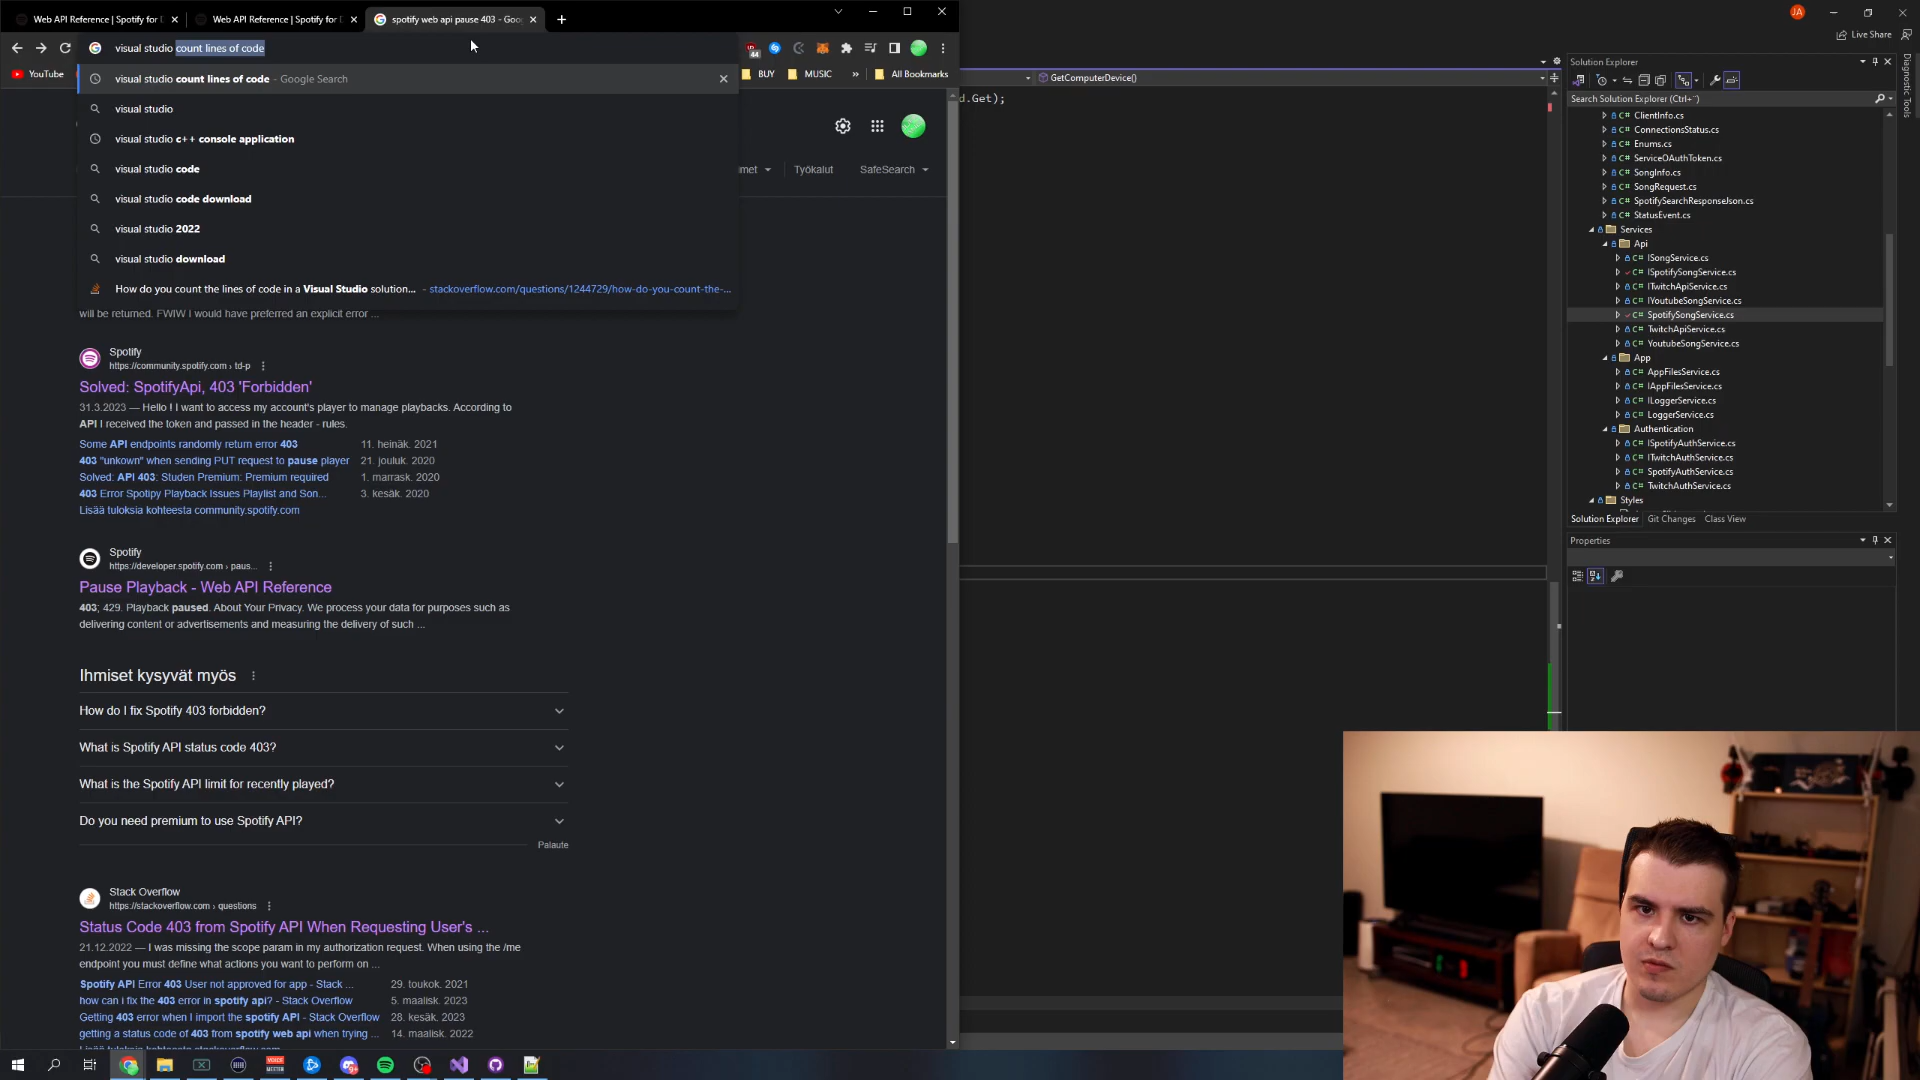 Web API Reference | Spotify for D
Web API Reference | Spotify for D
spotify web api pause 403 - Goo
visual studio count lines of code
44
YouTube
BUY
MUSIC
»
All Bookmarks
visual studio count lines of code - Google Search
visual studio
visual studio c++ console application
visual studio code
visual studio code download
visual studio 2022
visual studio download
How do you count the lines of code in a Visual Studio solution... - stackoverflow.com/questions/1244729/how-do-you-count-the-...
imet
Työkalut
SafeSearch
will be returned. FWIW I would have preferred an explicit error ...
Spotify
https://community.spotify.com › td-p
Solved: SpotifyApi, 403 'Forbidden'
31.3.2023 — Hello ! I want to access my account's player to manage playbacks. According to
API I received the token and passed in the header - rules.
Some API endpoints randomly return error 403 11. heinäk. 2021
403 "unkown" when sending PUT request to pause player 21. jouluk. 2020
Solved: API 403: Studen Premium: Premium required 1. marrask. 2020
403 Error Spotipy Playback Issues Playlist and Son... 3. kesäk. 2020
Lisää tuloksia kohteesta community.spotify.com
Spotify
https://developer.spotify.com › paus...
Pause Playback - Web API Reference
403; 429. Playback paused. About Your Privacy. We process your data for purposes such as
delivering content or advertisements and measuring the delivery of such ...
Ihmiset kysyvät myös
How do I fix Spotify 403 forbidden?
What is Spotify API status code 403?
What is the Spotify API limit for recently played?
Do you need premium to use Spotify API?
Palaute
Stack Overflow
https://stackoverflow.com › questions
Status Code 403 from Spotify API When Requesting User's ...
21.12.2022 — I was missing the scope param in my authorization request. When using the /me
endpoint you must define what actions you want to perform on ...
Spotify API Error 403 User not approved for app - Stack ... 29. toukok. 2021
how can i fix the 403 error in spotify api? - Stack Overflow 5. maalisk. 2023
Getting 403 error when I import the spotify API - Stack Overflow 28. kesäk. 2023
getting a status code of 403 from spotify web api when trying ... 14. maalisk. 2022
JA
Live Share
GetComputerDevice()
d.Get);
Solution Explorer
Search Solution Explorer (Ctrl+¨)
C# ClientInfo.cs
C# ConnectionsStatus.cs
C# Enums.cs
C# ServiceOAuthToken.cs
C# SongInfo.cs
C# SongRequest.cs
C# SpotifySearchResponseJson.cs
C# StatusEvent.cs
Services
Api
C# ISongService.cs
C# ISpotifySongService.cs
C# ITwitchApiService.cs
C# IYoutubeSongService.cs
C# SpotifySongService.cs
C# TwitchApiService.cs
C# YoutubeSongService.cs
App
C# AppFilesService.cs
C# IAppFilesService.cs
C# ILoggerService.cs
C# LoggerService.cs
Authentication
C# ISpotifyAuthService.cs
C# ITwitchAuthService.cs
C# SpotifyAuthService.cs
C# TwitchAuthService.cs
Styles
Solution Explorer
Git Changes
Class View
Properties
Diagnostic Tools